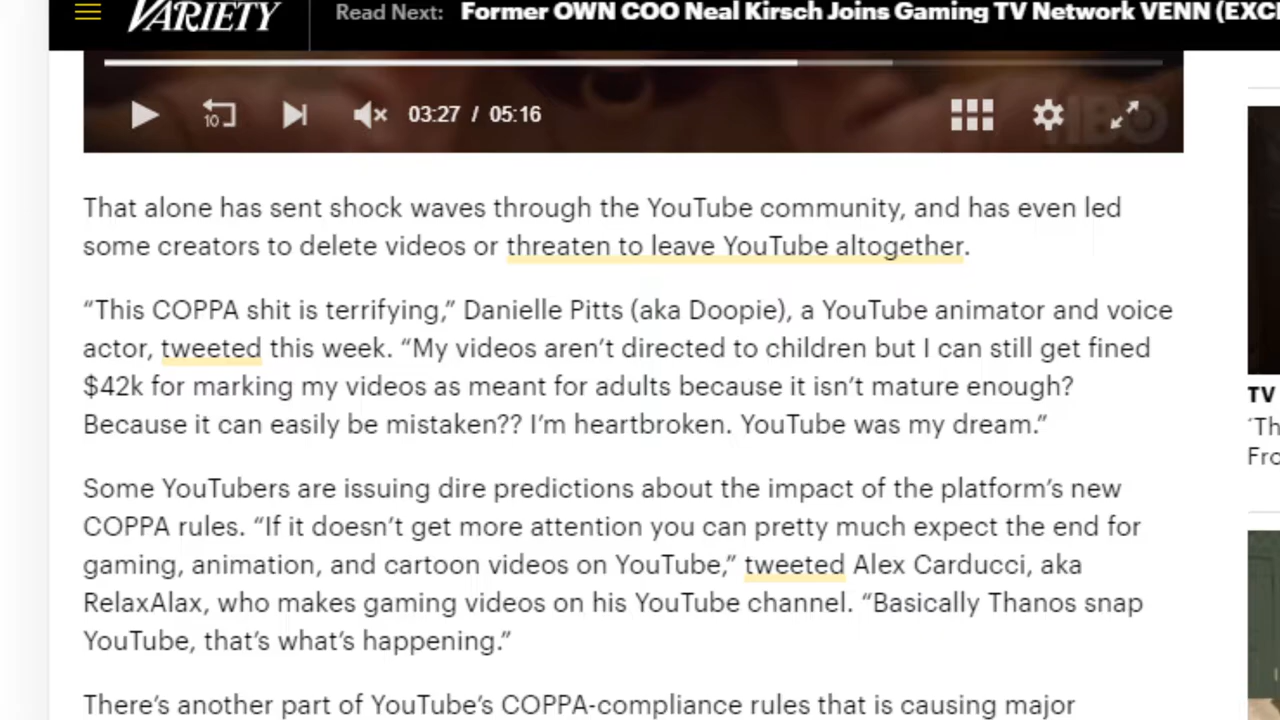 VARIETY
Read Next: Former OWN COO Neal Kirsch Joins Gaming TV Network VENN (EXC
10
03:27 / 05:16
HBO
That alone has sent shock waves through the YouTube community, and has even led
some creators to delete videos or threaten to leave YouTube altogether.
“This COPPA shit is terrifying,” Danielle Pitts (aka Doopie), a YouTube animator and voice
actor, tweeted this week. “My videos aren’t directed to children but I can still get fined
$42k for marking my videos as meant for adults because it isn’t mature enough?
Because it can easily be mistaken?? I’m heartbroken. YouTube was my dream.”
Some YouTubers are issuing dire predictions about the impact of the platform’s new
COPPA rules. “If it doesn’t get more attention you can pretty much expect the end for
gaming, animation, and cartoon videos on YouTube,” tweeted Alex Carducci, aka
RelaxAlax, who makes gaming videos on his YouTube channel. “Basically Thanos snap
YouTube, that’s what’s happening.”
There’s another part of YouTube’s COPPA-compliance rules that is causing major
TV
‘Th
Fro